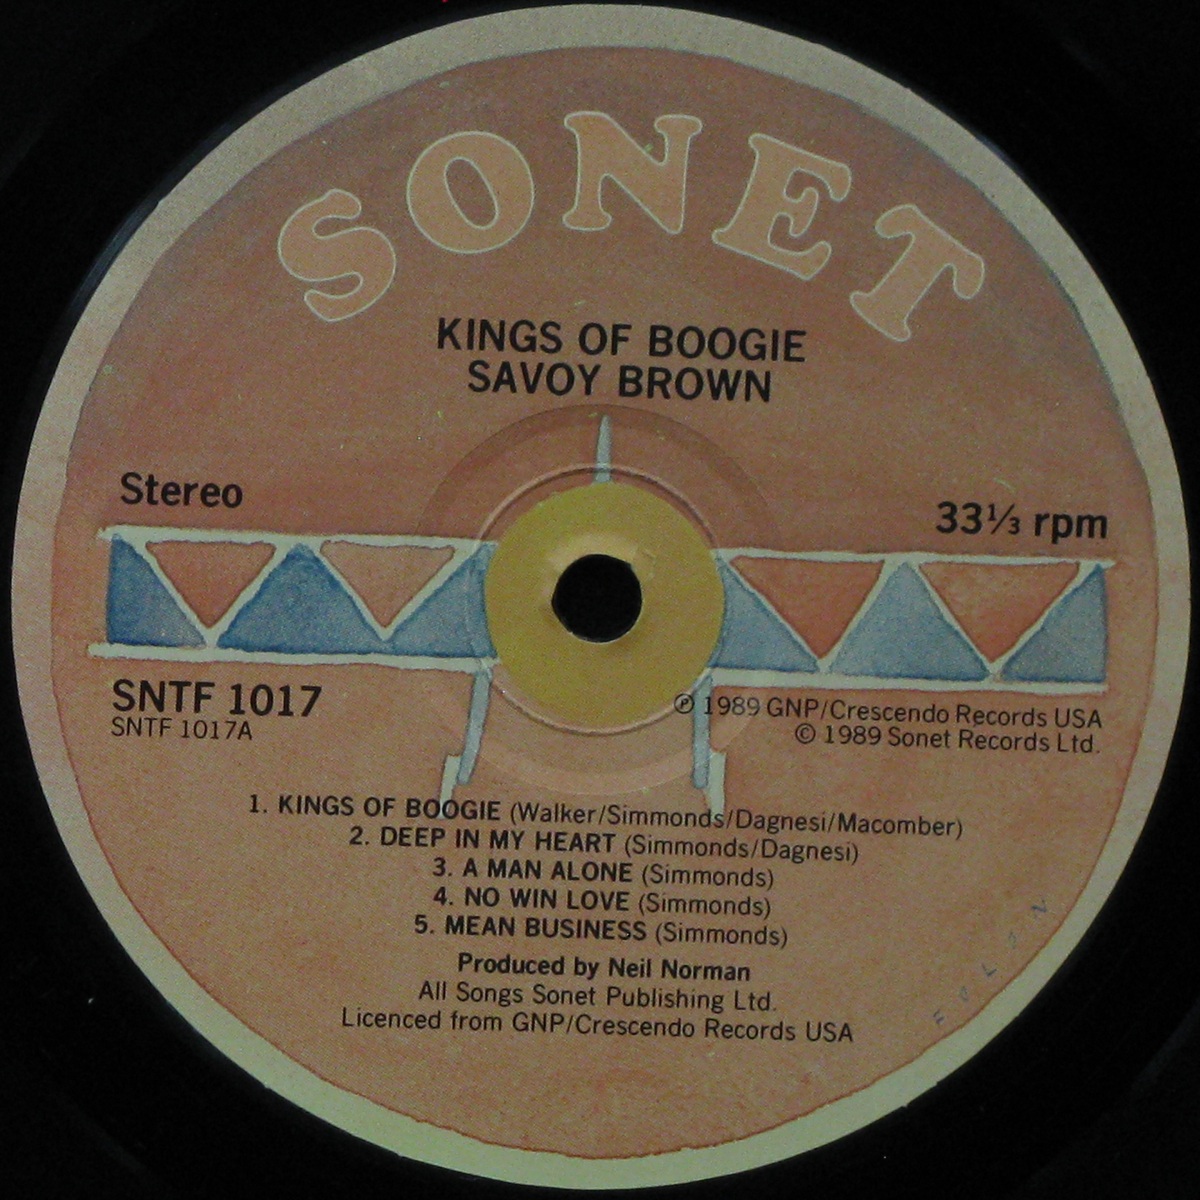 SONET
KINGS OF BOOGIE
SAVOY BROWN
Stereo
33⅓ rpm
SNTF 1017
SNTF 1017A
℗ 1989 GNP/Crescendo Records USA
© 1989 Sonet Records Ltd.
1. KINGS OF BOOGIE (Walker/Simmonds/Dagnesi/Macomber)
2. DEEP IN MY HEART (Simmonds/Dagnesi)
3. A MAN ALONE (Simmonds)
4. NO WIN LOVE (Simmonds)
5. MEAN BUSINESS (Simmonds)
Produced by Neil Norman
All Songs Sonet Publishing Ltd.
Licenced from GNP/Crescendo Records USA
FOLON